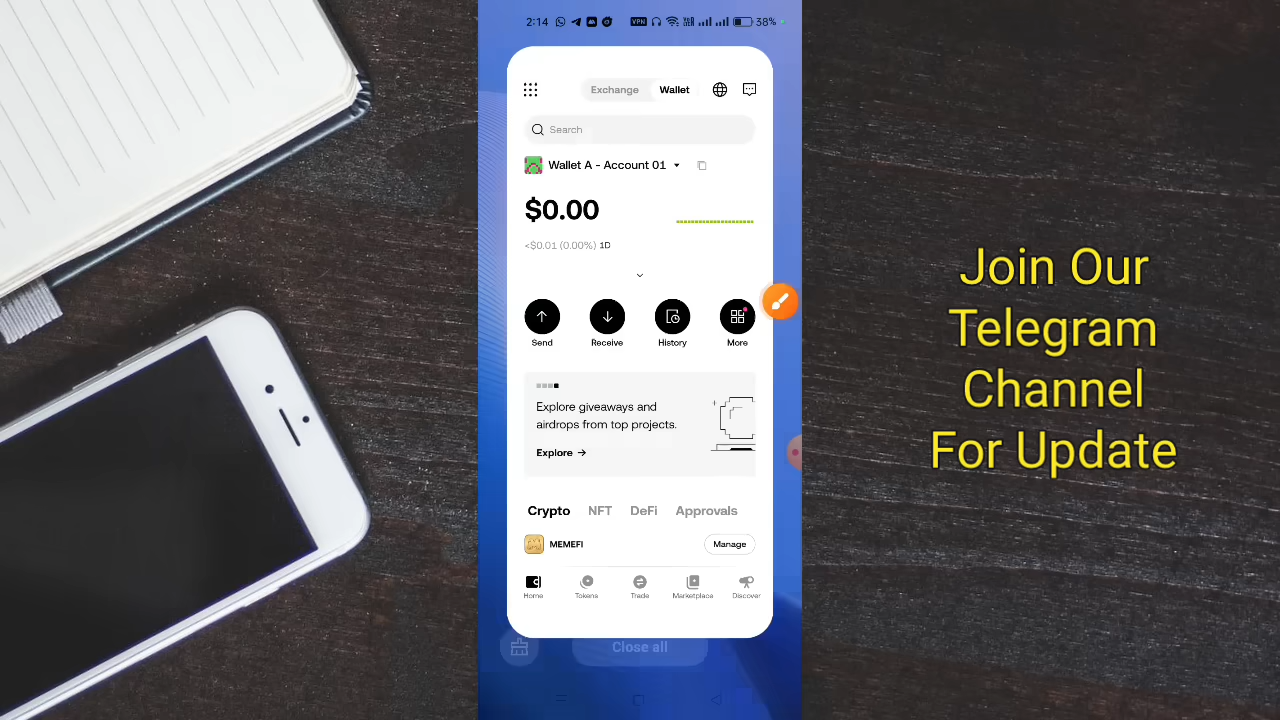 2:14
VPN
38%
Exchange
Wallet
Search
Wallet A - Account 01
$0.00
<$0.01 (0.00%) 1D
Send
Receive
History
More
Explore giveaways and
airdrops from top projects.
Explore →
Crypto
NFT
DeFi
Approvals
MEMEFI
Manage
Home
Tokens
Trade
Marketplace
Discover
Close all
Join Our
Telegram
Channel
For Update